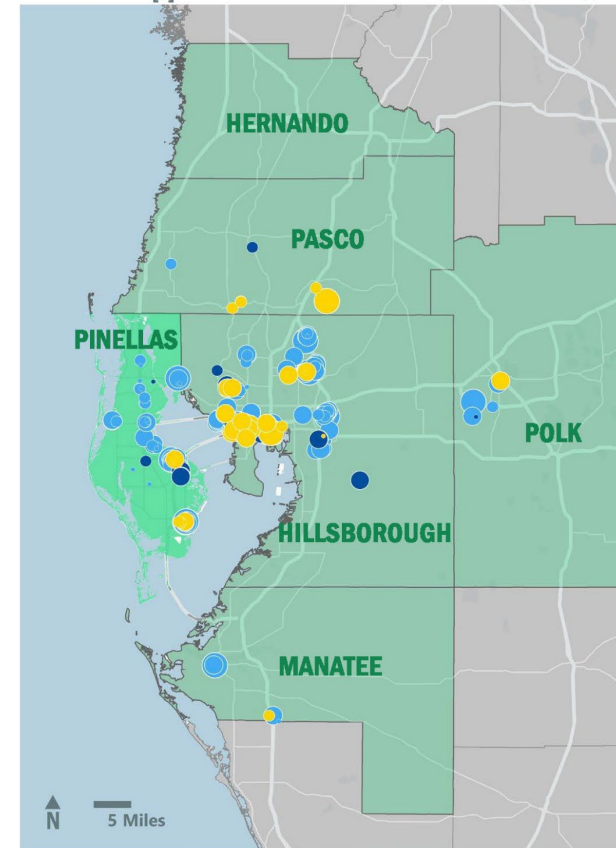 HERNANDO
PASCO
PINELLAS
POLK
HILLSBOROUGH
MANATEE
N
5 Miles